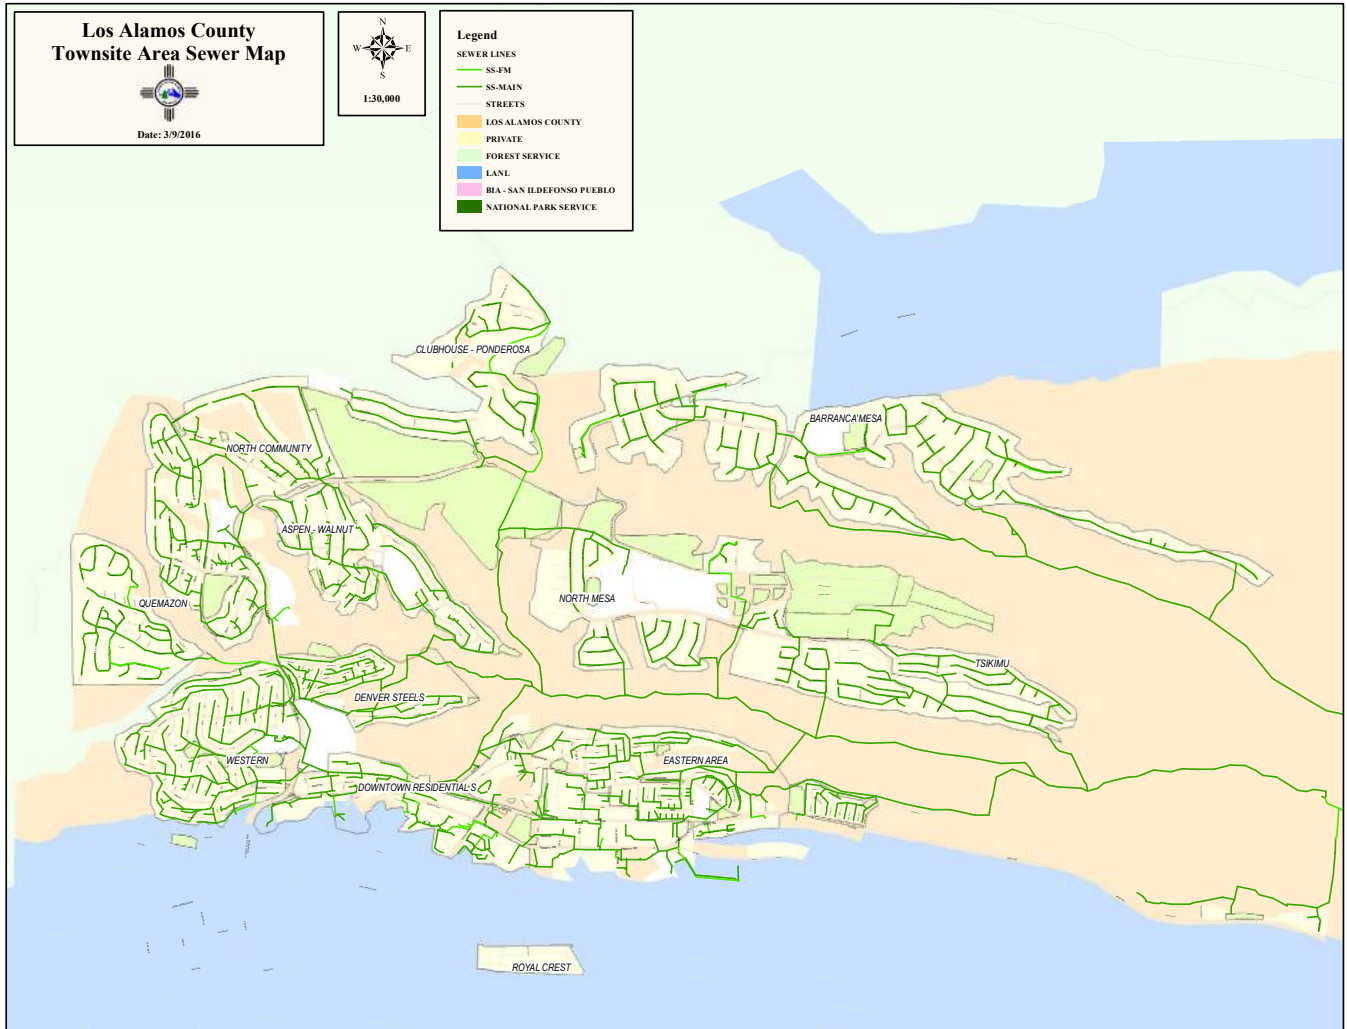 Los Alamos County
Townsite Area Sewer Map
Date: 3/9/2016
N
W
E
S
1:30,000
Legend
SEWER LINES
SS-FM
SS-MAIN
STREETS
LOS ALAMOS COUNTY
PRIVATE
FOREST SERVICE
LANL
BIA - SAN ILDEFONSO PUEBLO
NATIONAL PARK SERVICE
CLUBHOUSE - PONDEROSA
BARRANCA MESA
NORTH COMMUNITY
ASPEN - WALNUT
NORTH MESA
QUEMAZON
TSIKIMU
DENVER STEELS
WESTERN
EASTERN AREA
DOWNTOWN RESIDENTIAL'S
ROYAL CREST